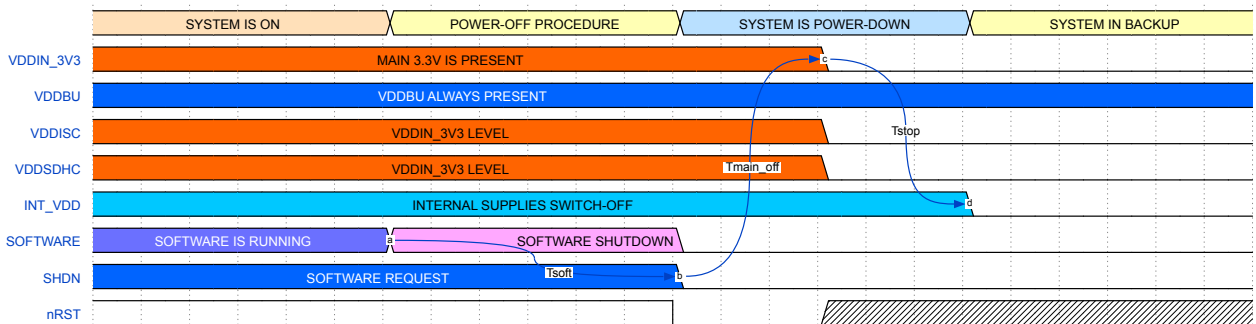 SYSTEM IS ON POWER-OFF PROCEDURE SYSTEM IS POWER-DOWN SYSTEM IN BACKUP
VDDIN_3V3 MAIN 3.3V IS PRESENT c
VDDBU VDDBU ALWAYS PRESENT
VDDISC VDDIN_3V3 LEVEL Tstop
VDDSDHC VDDIN_3V3 LEVEL Tmain_off
INT_VDD INTERNAL SUPPLIES SWITCH-OFF d
SOFTWARE SOFTWARE IS RUNNING a SOFTWARE SHUTDOWN
SHDN SOFTWARE REQUEST Tsoft b
nRST